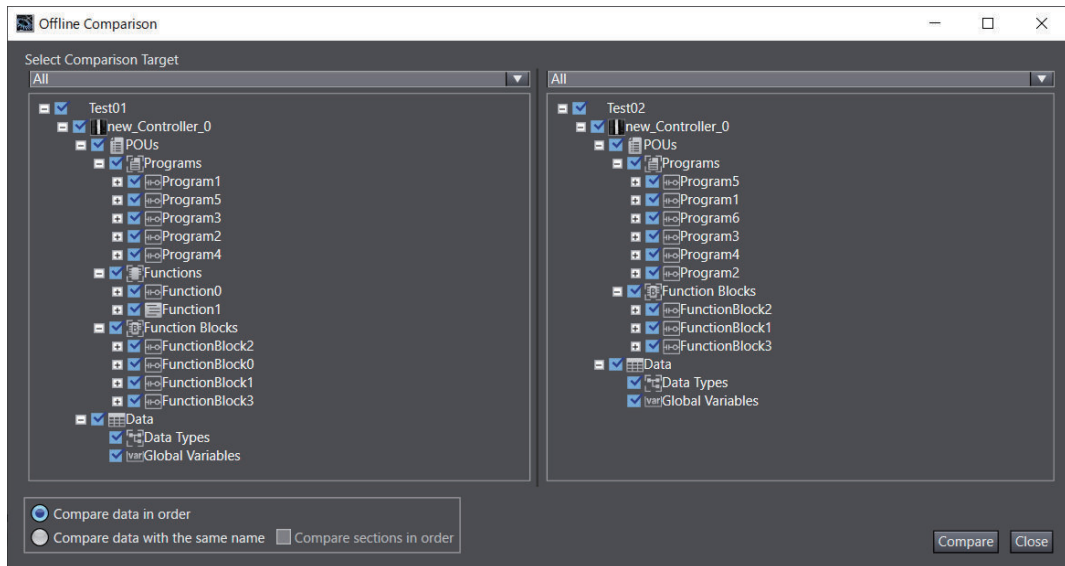 Offline Comparison
Select Comparison Target
All
Test01
new_Controller_0
POUs
Programs
Program1
Program5
Program3
Program2
Program4
Functions
Function0
Function1
Function Blocks
FunctionBlock2
FunctionBlock0
FunctionBlock1
FunctionBlock3
Data
Data Types
var Global Variables
All
Test02
new_Controller_0
POUs
Programs
Program5
Program1
Program6
Program3
Program4
Program2
Function Blocks
FunctionBlock2
FunctionBlock1
FunctionBlock3
Data
Data Types
var Global Variables
Compare data in order
Compare data with the same name Compare sections in order
Compare Close